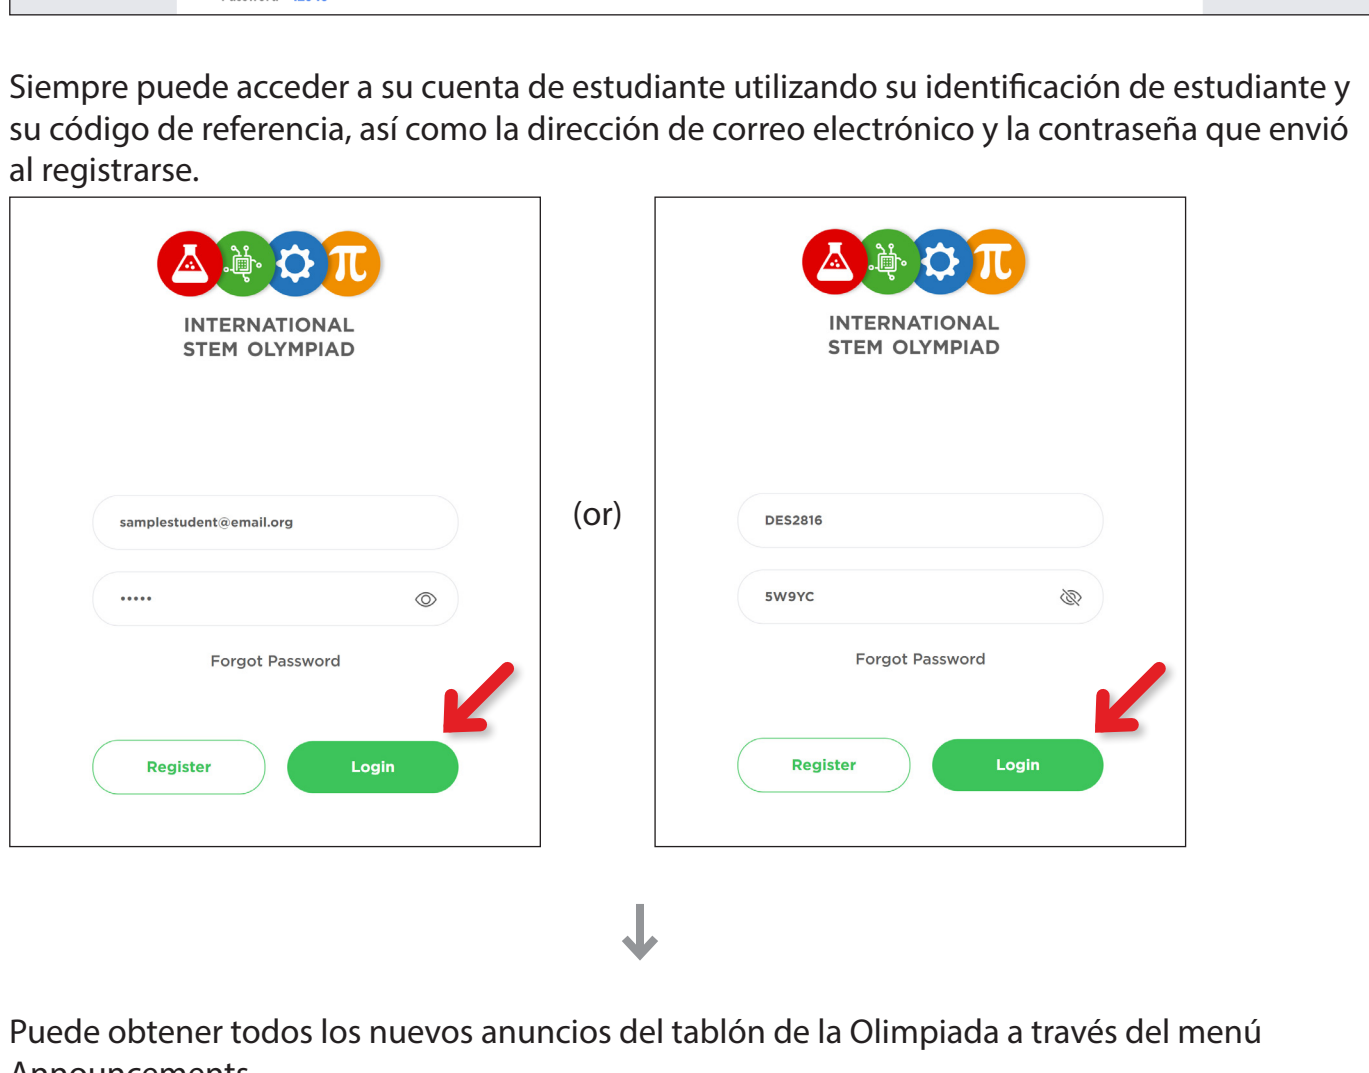 Siempre puede acceder a su cuenta de estudiante utilizando su identificación de estudiante y
su código de referencia, así como la dirección de correo electrónico y la contraseña que envió
al registrarse.
INTERNATIONAL
STEM OLYMPIAD
samplestudent@email.org
•••••
Forgot Password
Register
Login
(or)
INTERNATIONAL
STEM OLYMPIAD
DES2816
5W9YC
Forgot Password
Register
Login
Puede obtener todos los nuevos anuncios del tablón de la Olimpiada a través del menú
Announcements